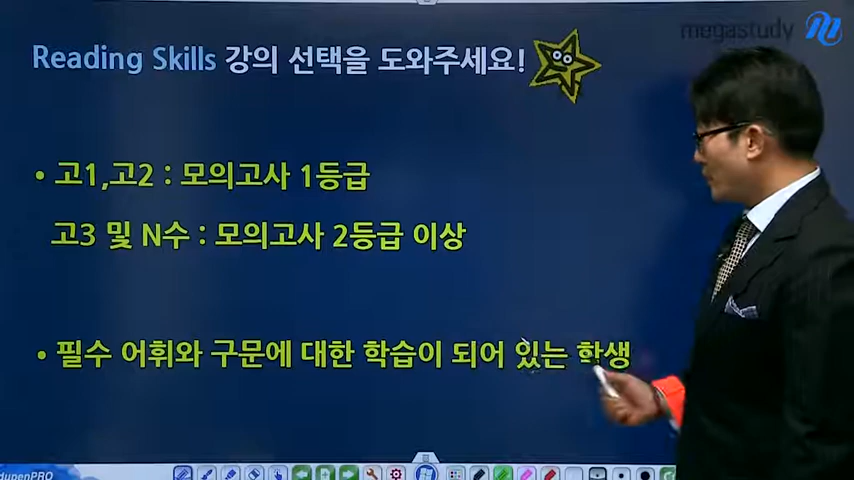 megastudy
Reading Skills 강의 선택을 도와주세요!
• 고1,고2 : 모의고사 1등급
고3 및 N수 : 모의고사 2등급 이상
• 필수 어휘와 구문에 대한 학습이 되어 있는 학생
dupenPRO